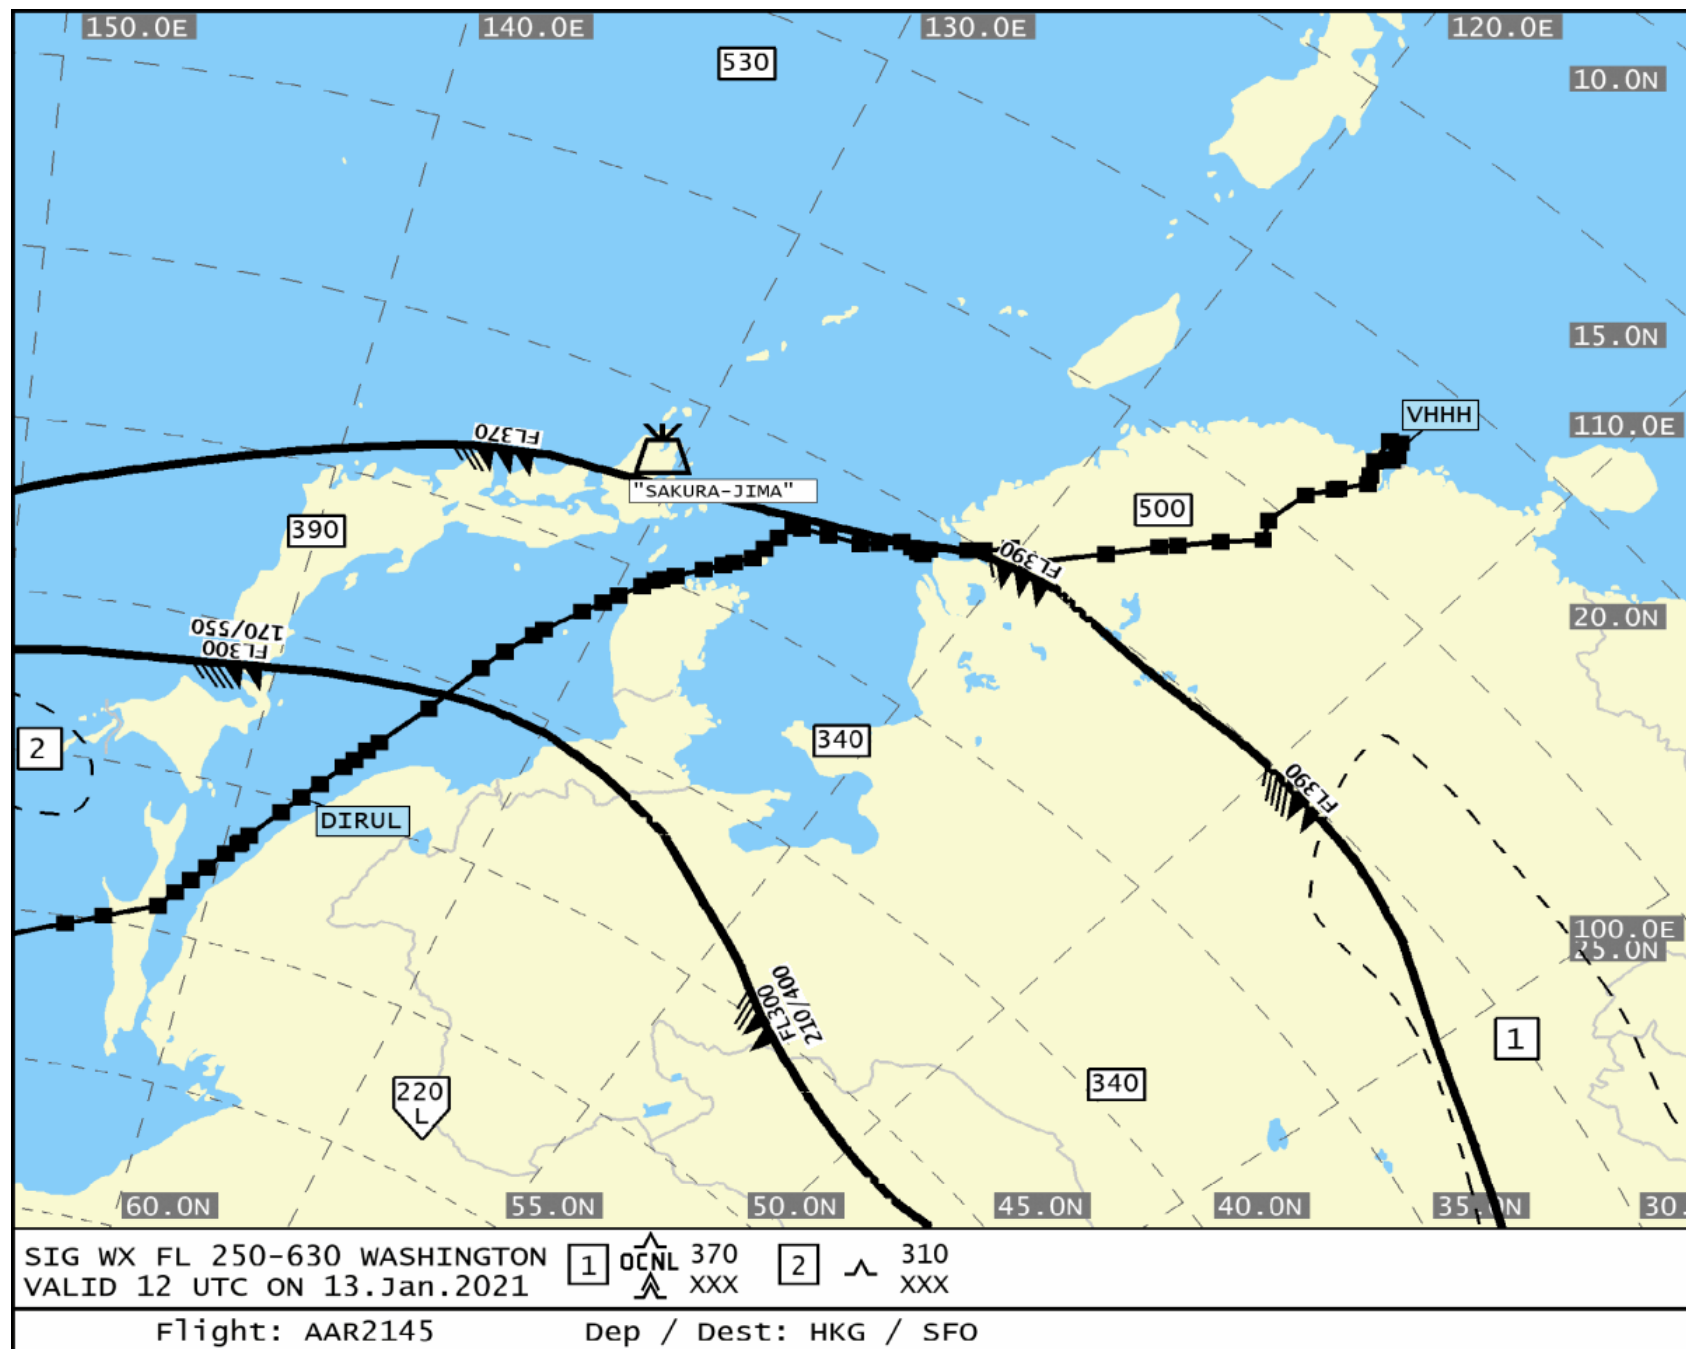 150.0E
140.0E
130.0E
120.0E
530
10.0N
15.0N
VHHH
110.0E
FL370
"SAKURA-JIMA"
500
390
FL390
170/550
FL300
20.0N
2
340
FL390
DIRUL
100.0E
25.0N
FL300
210/400
1
340
220
L
60.0N
55.0N
50.0N
45.0N
40.0N
35.0N
30.
SIG WX FL 250-630 WASHINGTON
VALID 12 UTC ON 13.Jan.2021
1
OCNL
370
XXX
2
310
XXX
Flight: AAR2145
Dep / Dest: HKG / SFO